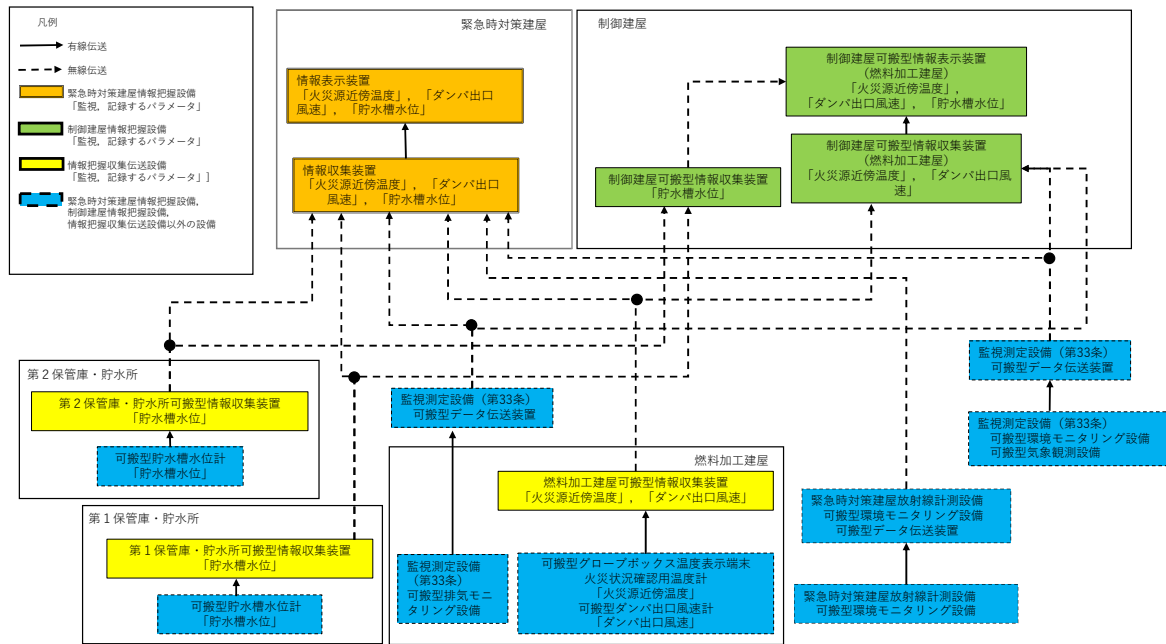 凡例
有線伝送
無線伝送
緊急時対策建屋情報把握設備
「監視，記録するパラメータ」
制御建屋情報把握設備
「監視，記録するパラメータ」
情報把握収集伝送設備
「監視，記録するパラメータ」］
緊急時対策建屋情報把握設備，
制御建屋情報把握設備，
情報把握収集伝送設備以外の設備
緊急時対策建屋
情報表示装置
「火災源近傍温度」，「ダンパ出口
風速」，「貯水槽水位」
情報収集装置
「火災源近傍温度」，「ダンパ出口
風速」，「貯水槽水位」
制御建屋
制御建屋可搬型情報表示装置
(燃料加工建屋)
「火災源近傍温度」，
「ダンパ出口風速」，「貯水槽水位」
制御建屋可搬型情報収集装置
(燃料加工建屋)
「火災源近傍温度」，「ダンパ出口風
速」
制御建屋可搬型情報収集装置
「貯水槽水位」
第２保管庫・貯水所
第２保管庫・貯水所可搬型情報収集装置
「貯水槽水位」
可搬型貯水槽水位計
「貯水槽水位」
第１保管庫・貯水所
第１保管庫・貯水所可搬型情報収集装置
「貯水槽水位」
可搬型貯水槽水位計
「貯水槽水位」
監視測定設備（第33条）
可搬型データ伝送装置
監視測定設備
(第33条)
可搬型排気モニ
タリング設備
燃料加工建屋
燃料加工建屋可搬型情報収集装置
「火災源近傍温度」，「ダンパ出口風速」
可搬型グローブボックス温度表示端末
火災状況確認用温度計
「火災源近傍温度」
可搬型ダンパ出口風速計
「ダンパ出口風速」
監視測定設備（第33条）
可搬型データ伝送装置
監視測定設備（第33条）
可搬型環境モニタリング設備
可搬型気象観測設備
緊急時対策建屋放射線計測設備
可搬型環境モニタリング設備
可搬型データ伝送装置
緊急時対策建屋放射線計測設備
可搬型環境モニタリング設備